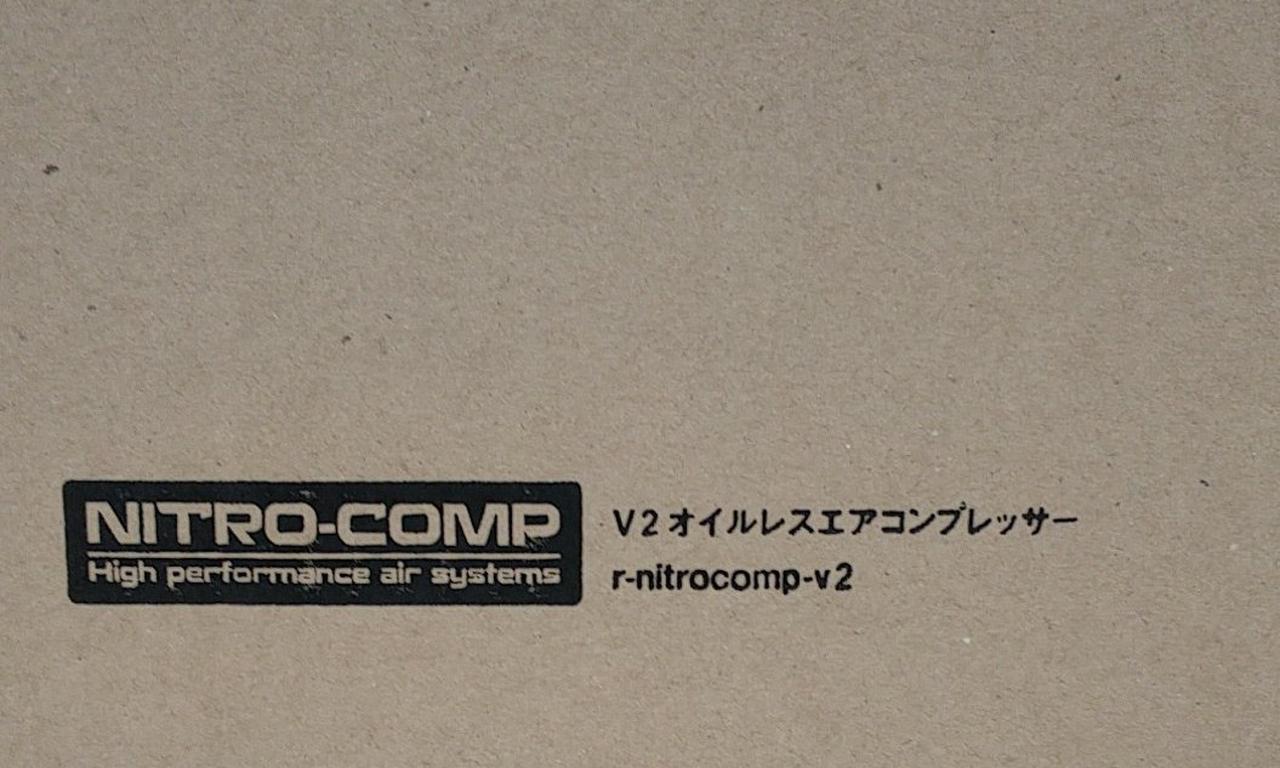 NITRO-COMP
High performance air systems
V2 オイルレスエアコンプレッサー
r-nitrocomp-v2